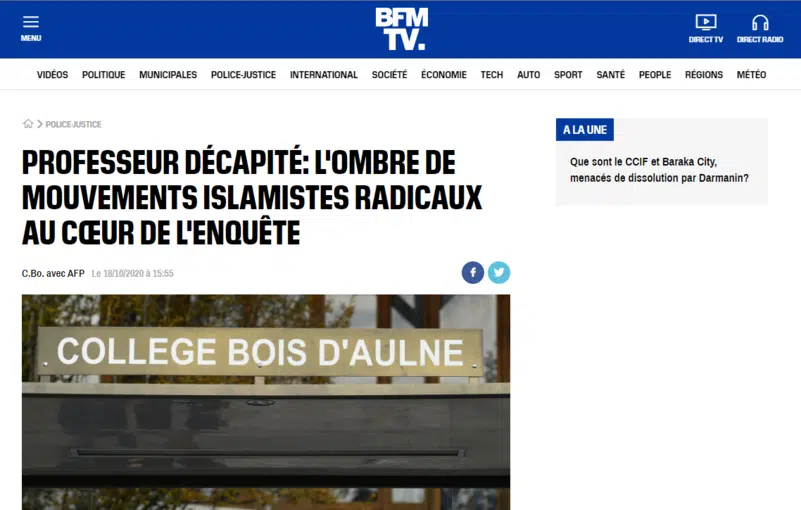 BFM
TV.
MENU
DIRECT TV
DIRECT RADIO
VIDÉOS POLITIQUE MUNICIPALES POLICE-JUSTICE INTERNATIONAL SOCIÉTÉ ÉCONOMIE TECH AUTO SPORT SANTÉ PEOPLE RÉGIONS MÉTÉO
POLICE-JUSTICE
PROFESSEUR DÉCAPITÉ: L'OMBRE DE
MOUVEMENTS ISLAMISTES RADICAUX
AU CŒUR DE L'ENQUÊTE
C.Bo. avec AFP Le 18/10/2020 à 15:55
COLLEGE BOIS D'AULNE
A LA UNE
Que sont le CCIF et Baraka City,
menacés de dissolution par Darmanin?